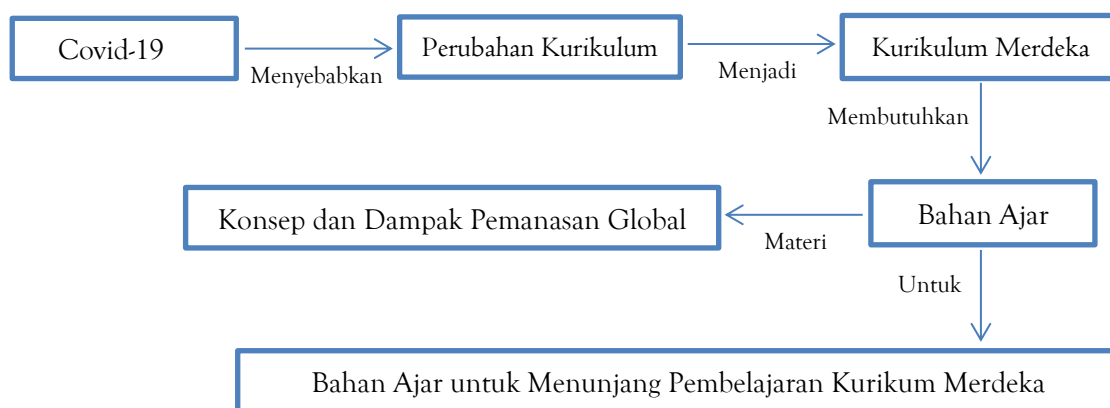 Covid-19
Menyebabkan
Perubahan Kurikulum
Menjadi
Kurikulum Merdeka
Membutuhkan
Bahan Ajar
Materi
Konsep dan Dampak Pemanasan Global
Untuk
Bahan Ajar untuk Menunjang Pembelajaran Kurikum Merdeka